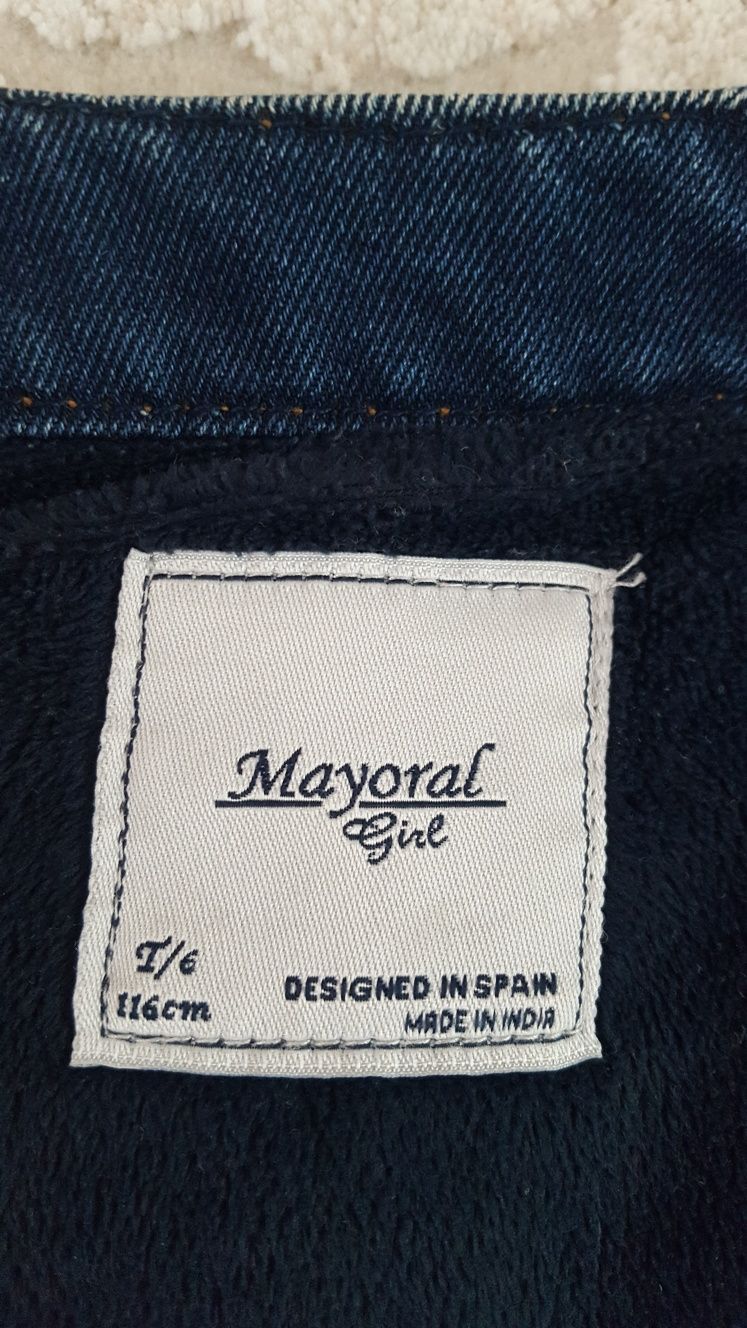 Mayoral
Girl
T/6
116cm
DESIGNED IN SPAIN
MADE IN INDIA